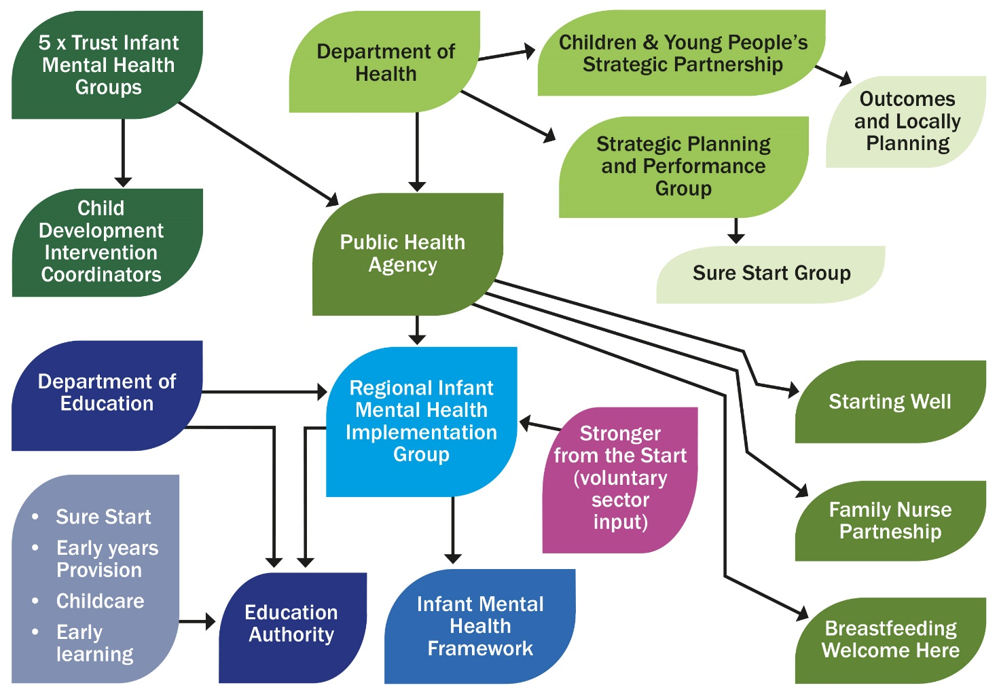 5 x Trust Infant
Mental Health
Groups
Department of
Health
Children & Young People's
Strategic Partnership
Outcomes
and Locally
Planning
Strategic Planning
and Performance
Group
Child
Development
Intervention
Coordinators
Public Health
Agency
Sure Start Group
Department of
Education
Regional Infant
Mental Health
Implementation
Group
Stronger
from the Start
(voluntary
sector
input)
Starting Well
Family Nurse
Partneship
• Sure Start
• Early years
Provision
• Childcare
• Early
learning
Education
Authority
Infant Mental
Health
Framework
Breastfeeding
Welcome Here